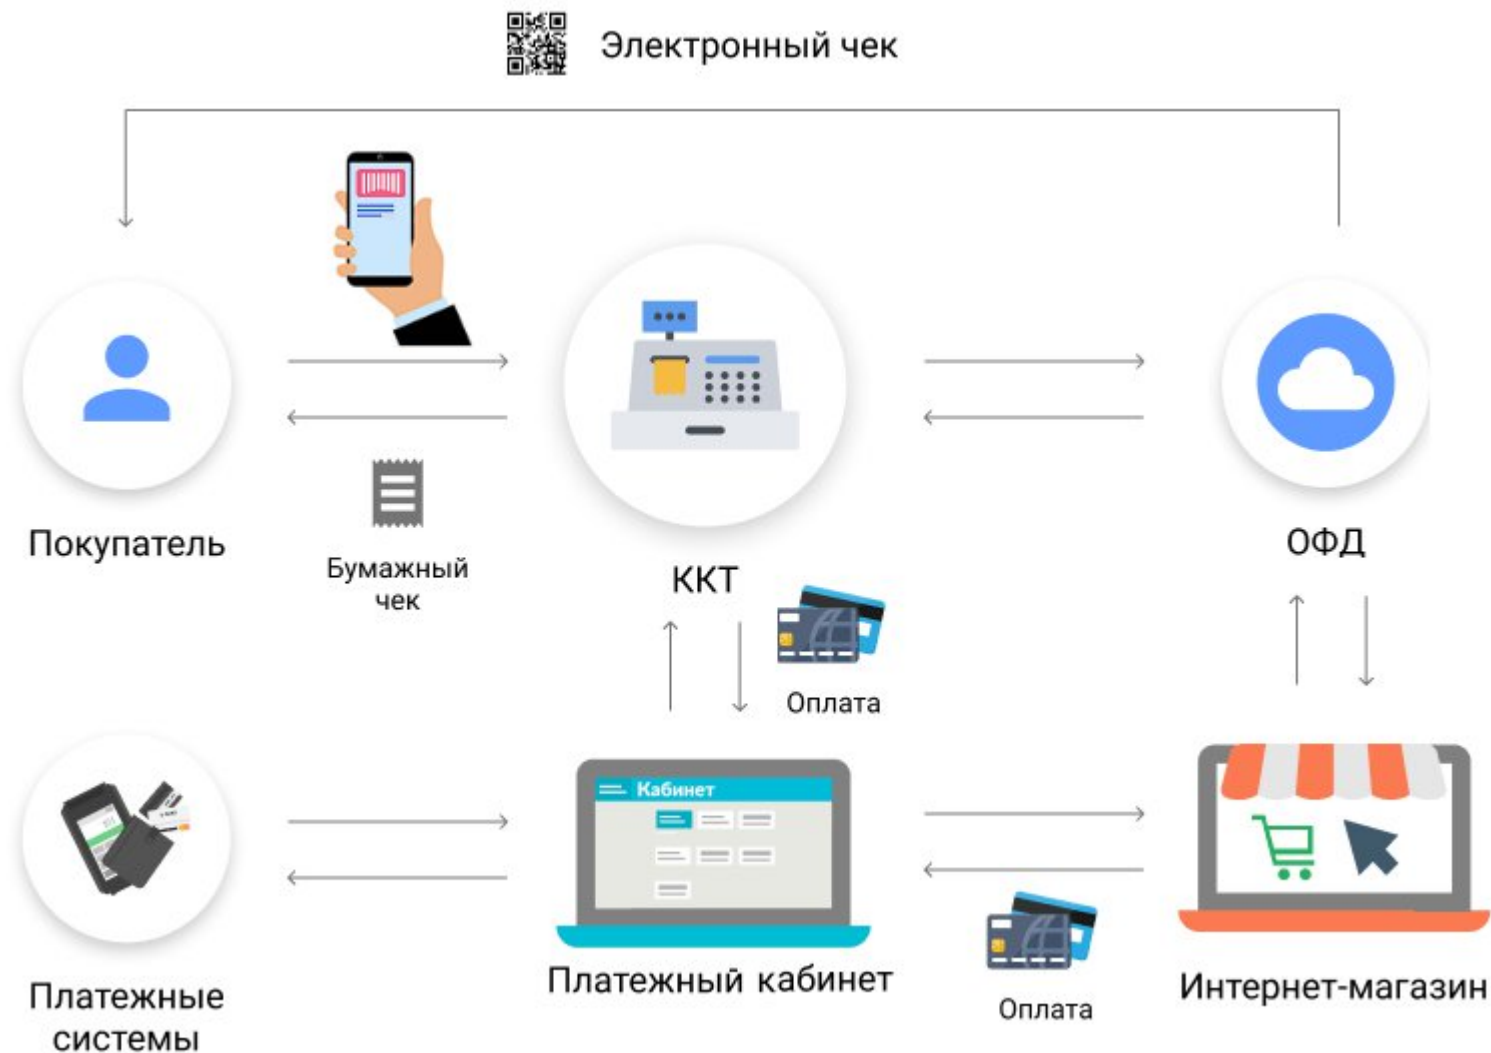 Электронный чек
Покупатель
Бумажный
чек
ККТ
ОФД
Оплата
Кабинет
Платежный кабинет
Оплата
Интернет-магазин
Платежные
системы